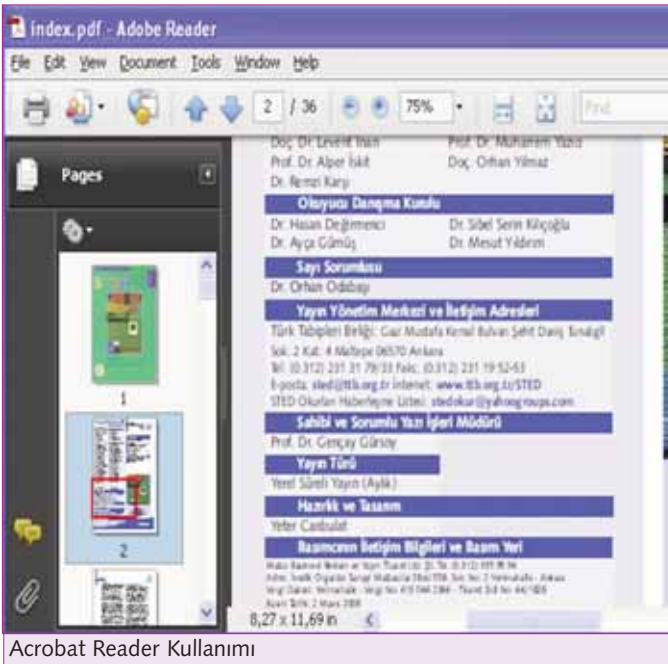 index.pdf - Adobe Reader
File Edit View Document Tools Window Help
2 / 36 75% Find
Pages
1
2
Doç. Dr. Levent İnan Prof. Dr. Muharrem Yazıcı
Prof. Dr. Alper İskit Doç. Orhan Yılmaz
Dr. Remzi Karşı
Okuyucu Danışma Kurulu
Dr. Hasan Değirmenci Dr. Sibel Serin Kılıçoğlu
Dr. Ayça Gümüş Dr. Mesut Yıldırım
Sayı Sorumlusu
Dr. Orhan Odabaşı
Yayın Yönetim Merkezi ve İletişim Adresleri
Türk Tabipleri Birliği: Gazi Mustafa Kemal Bulvarı Şehit Daniş Tunalıgil
Sok. 2 Kat: 4 Maltepe 06570 Ankara
Tel: (0.312) 231 31 79/33 Faks: (0.312) 231 19 52-53
E-posta: sted@ttb.org.tr İnternet: www.ttb.org.tr/STED
STED Okurları Haberleşme Listesi: stedokur@yahoogroups.com
Sahibi ve Sorumlu Yazı İşleri Müdürü
Prof. Dr. Gençay Gürsoy
Yayın Türü
Yerel Süreli Yayın (Aylık)
Hazırlık ve Tasarım
Yeter Canbulat
Basımcının İletişim Bilgileri ve Basım Yeri
8,27 x 11,69 in
Acrobat Reader Kullanımı